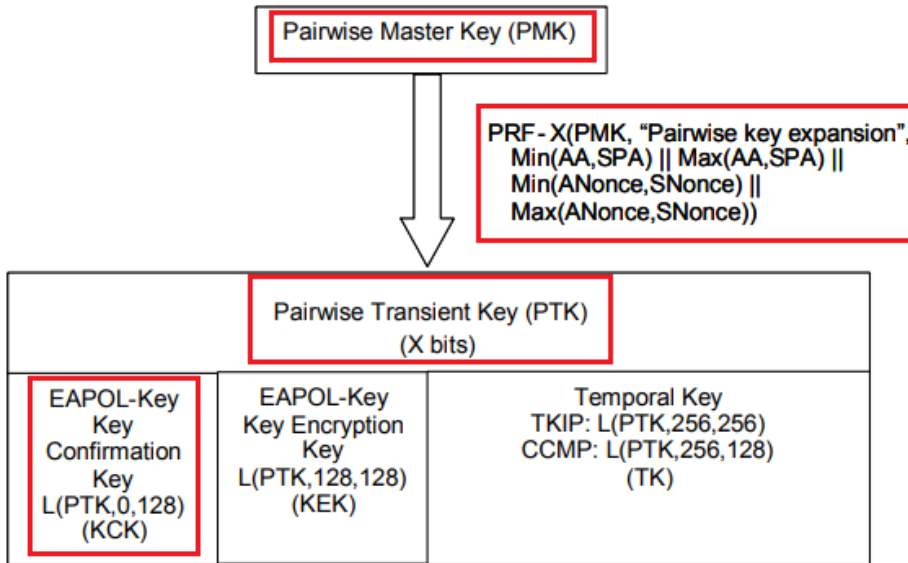 Pairwise Master Key (PMK)
PRF - X(PMK, “Pairwise key expansion”,
Min(AA,SPA) || Max(AA,SPA) ||
Min(ANonce,SNonce) ||
Max(ANonce,SNonce))
Pairwise Transient Key (PTK)
(X bits)
EAPOL-Key
Key
Confirmation
Key
L(PTK,0,128)
(KCK)
EAPOL-Key
Key Encryption
Key
L(PTK,128,128)
(KEK)
Temporal Key
TKIP: L(PTK,256,256)
CCMP: L(PTK,256,128)
(TK)